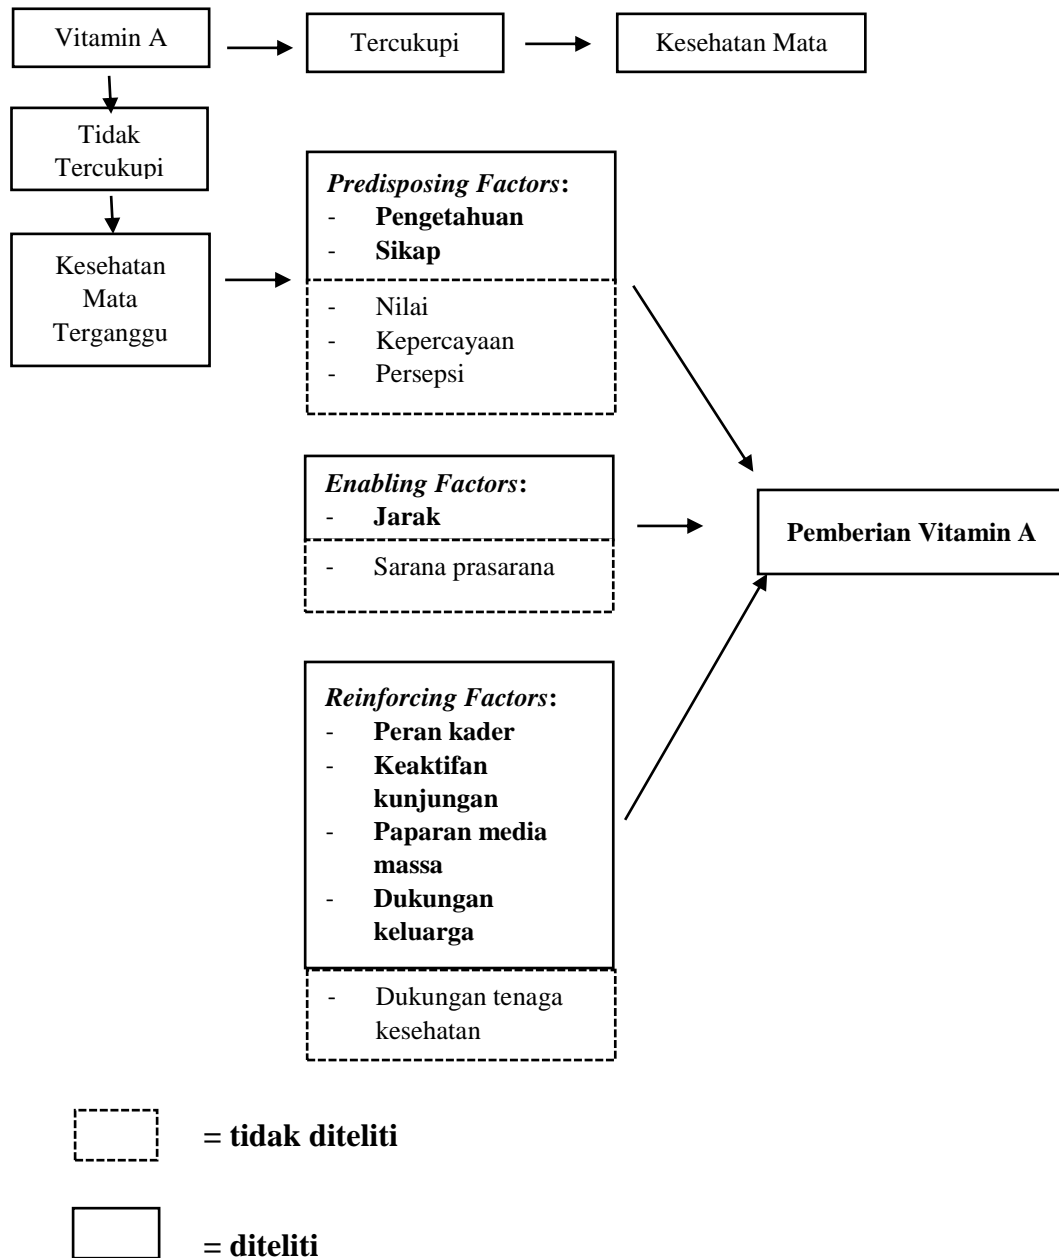 Vitamin A
Tercukupi
Kesehatan Mata
Tidak
Tercukupi
Kesehatan
Mata
Terganggu
Predisposing Factors:
- Pengetahuan
- Sikap
- Nilai
- Kepercayaan
- Persepsi
Enabling Factors:
- Jarak
- Sarana prasarana
Pemberian Vitamin A
Reinforcing Factors:
- Peran kader
- Keaktifan
kunjungan
- Paparan media
massa
- Dukungan
keluarga
- Dukungan tenaga
kesehatan
= tidak diteliti
= diteliti